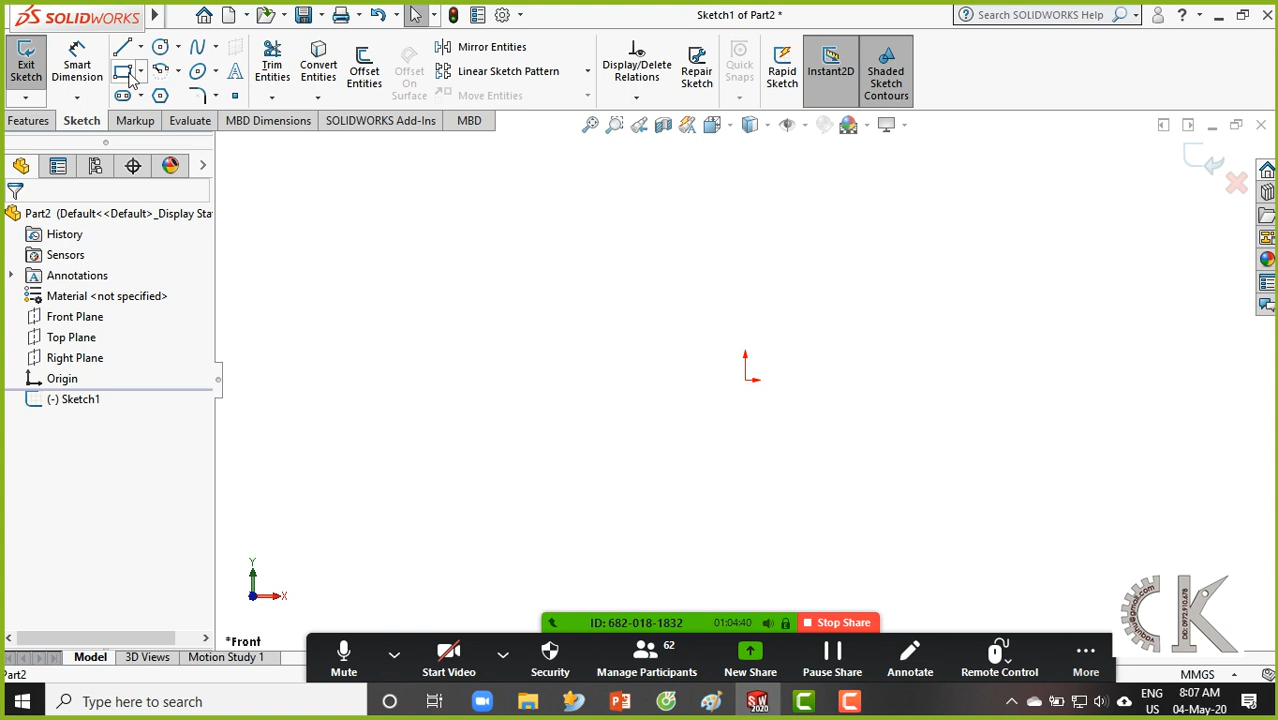 SOLIDWORKS
Sketch1 of Part2 *
Search SOLIDWORKS Help
Exit Sketch
Smart Dimension
Trim Entities
Convert Entities
Offset Entities
Offset On Surface
Mirror Entities
Linear Sketch Pattern
Move Entities
Display/Delete Relations
Repair Sketch
Quick Snaps
Rapid Sketch
Instant2D
Shaded Sketch Contours
Features
Sketch
Markup
Evaluate
MBD Dimensions
SOLIDWORKS Add-Ins
MBD
Part2 (Default<<Default>_Display Sta
History
Sensors
Annotations
Material <not specified>
Front Plane
Top Plane
Right Plane
Origin
(-) Sketch1
Y
X
*Front
ID: 682-018-1832
01:04:40
Stop Share
Mute
Start Video
Security
62
Manage Participants
New Share
Pause Share
Annotate
Remote Control
More
Model
3D Views
Motion Study 1
Part2
MMGS
Type here to search
2020
ENG
US
8:07 AM
04-May-20